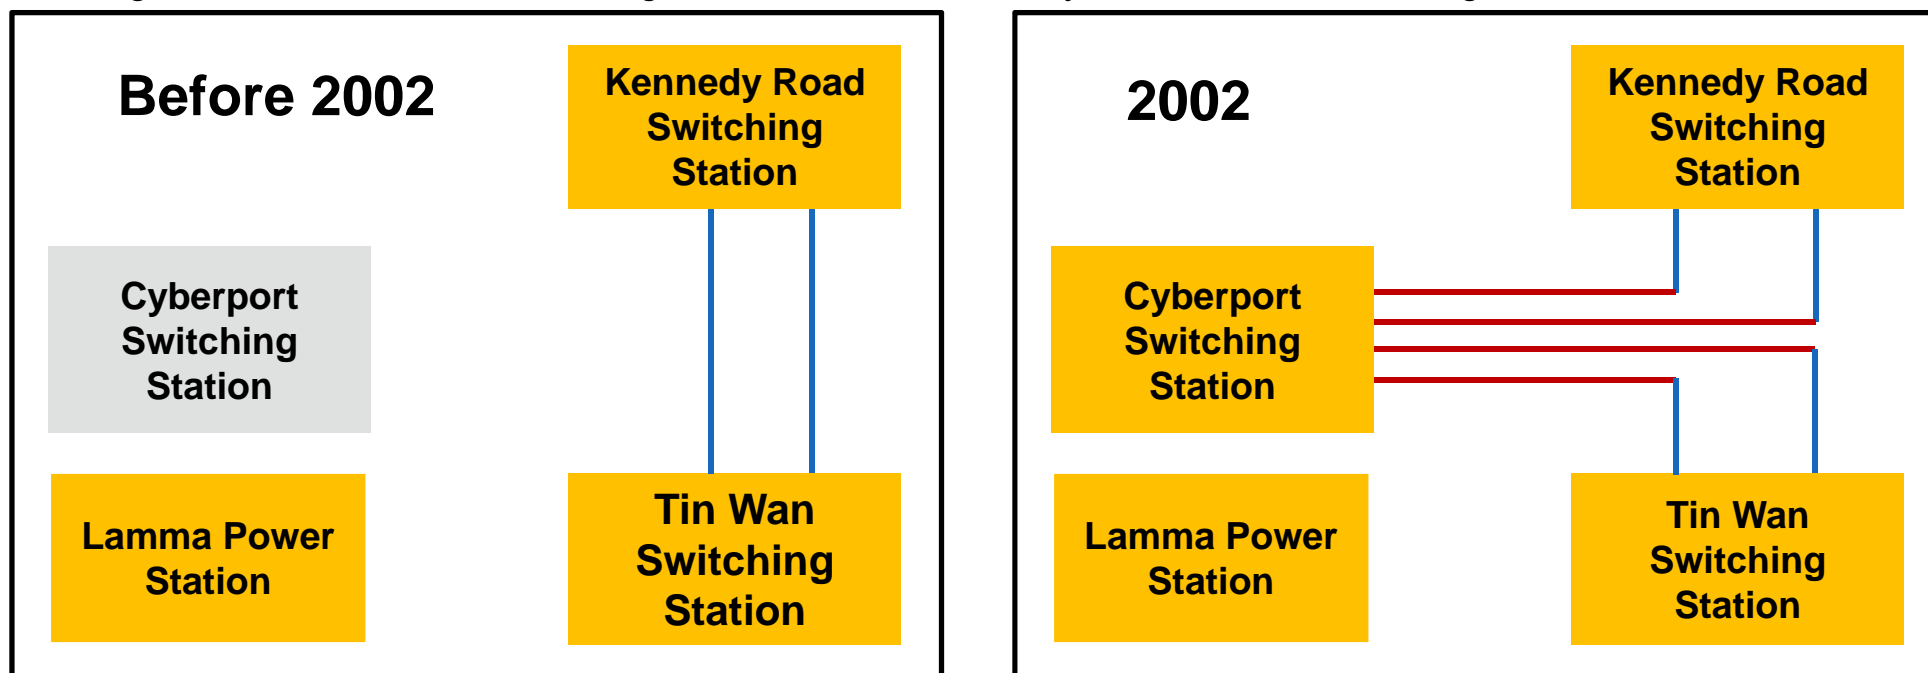 Before 2002
Kennedy Road
Switching
Station
Cyberport
Switching
Station
Lamma Power
Station
Tin Wan
Switching
Station
2002
Kennedy Road
Switching
Station
Cyberport
Switching
Station
Lamma Power
Station
Tin Wan
Switching
Station